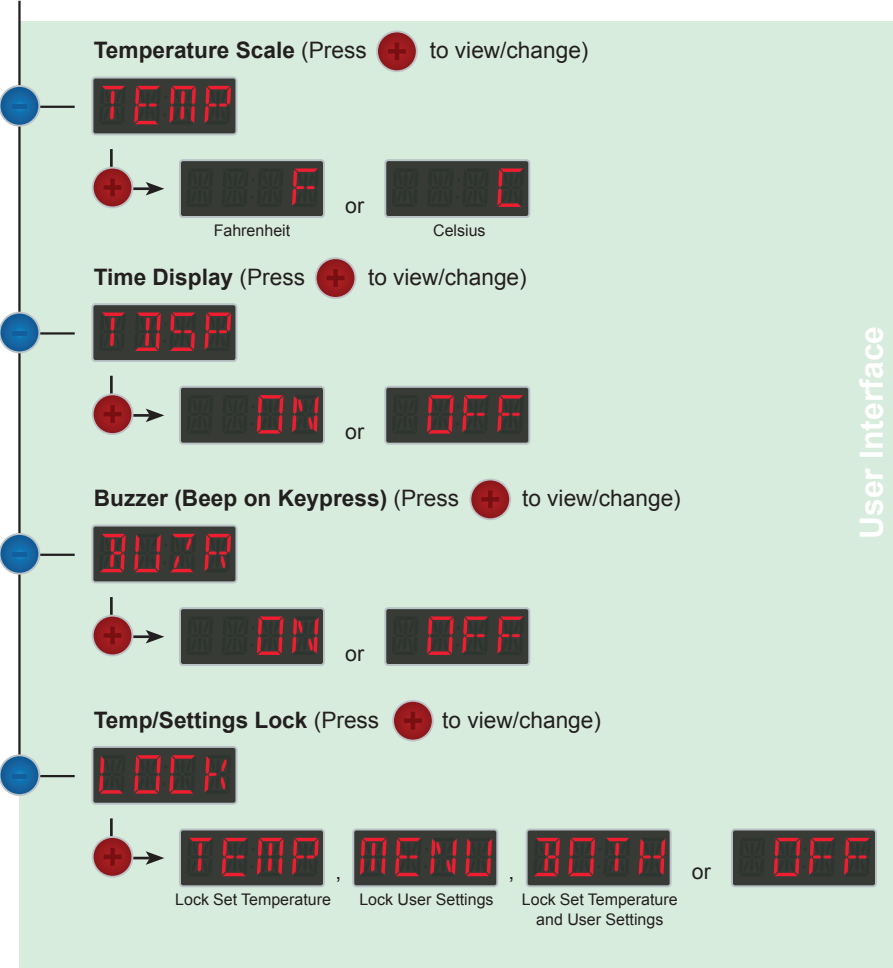 Temperature Scale (Press + to view/change)
-
TEMP
+ F or C
Fahrenheit Celsius
Time Display (Press + to view/change)
-
TDSP
+ ON or OFF
Buzzer (Beep on Keypress) (Press + to view/change)
-
BUZR
+ ON or OFF
Temp/Settings Lock (Press + to view/change)
-
LOCK
+ TEMP, MENU, BOTH or OFF
Lock Set Temperature Lock User Settings Lock Set Temperature
and User Settings
User Interface